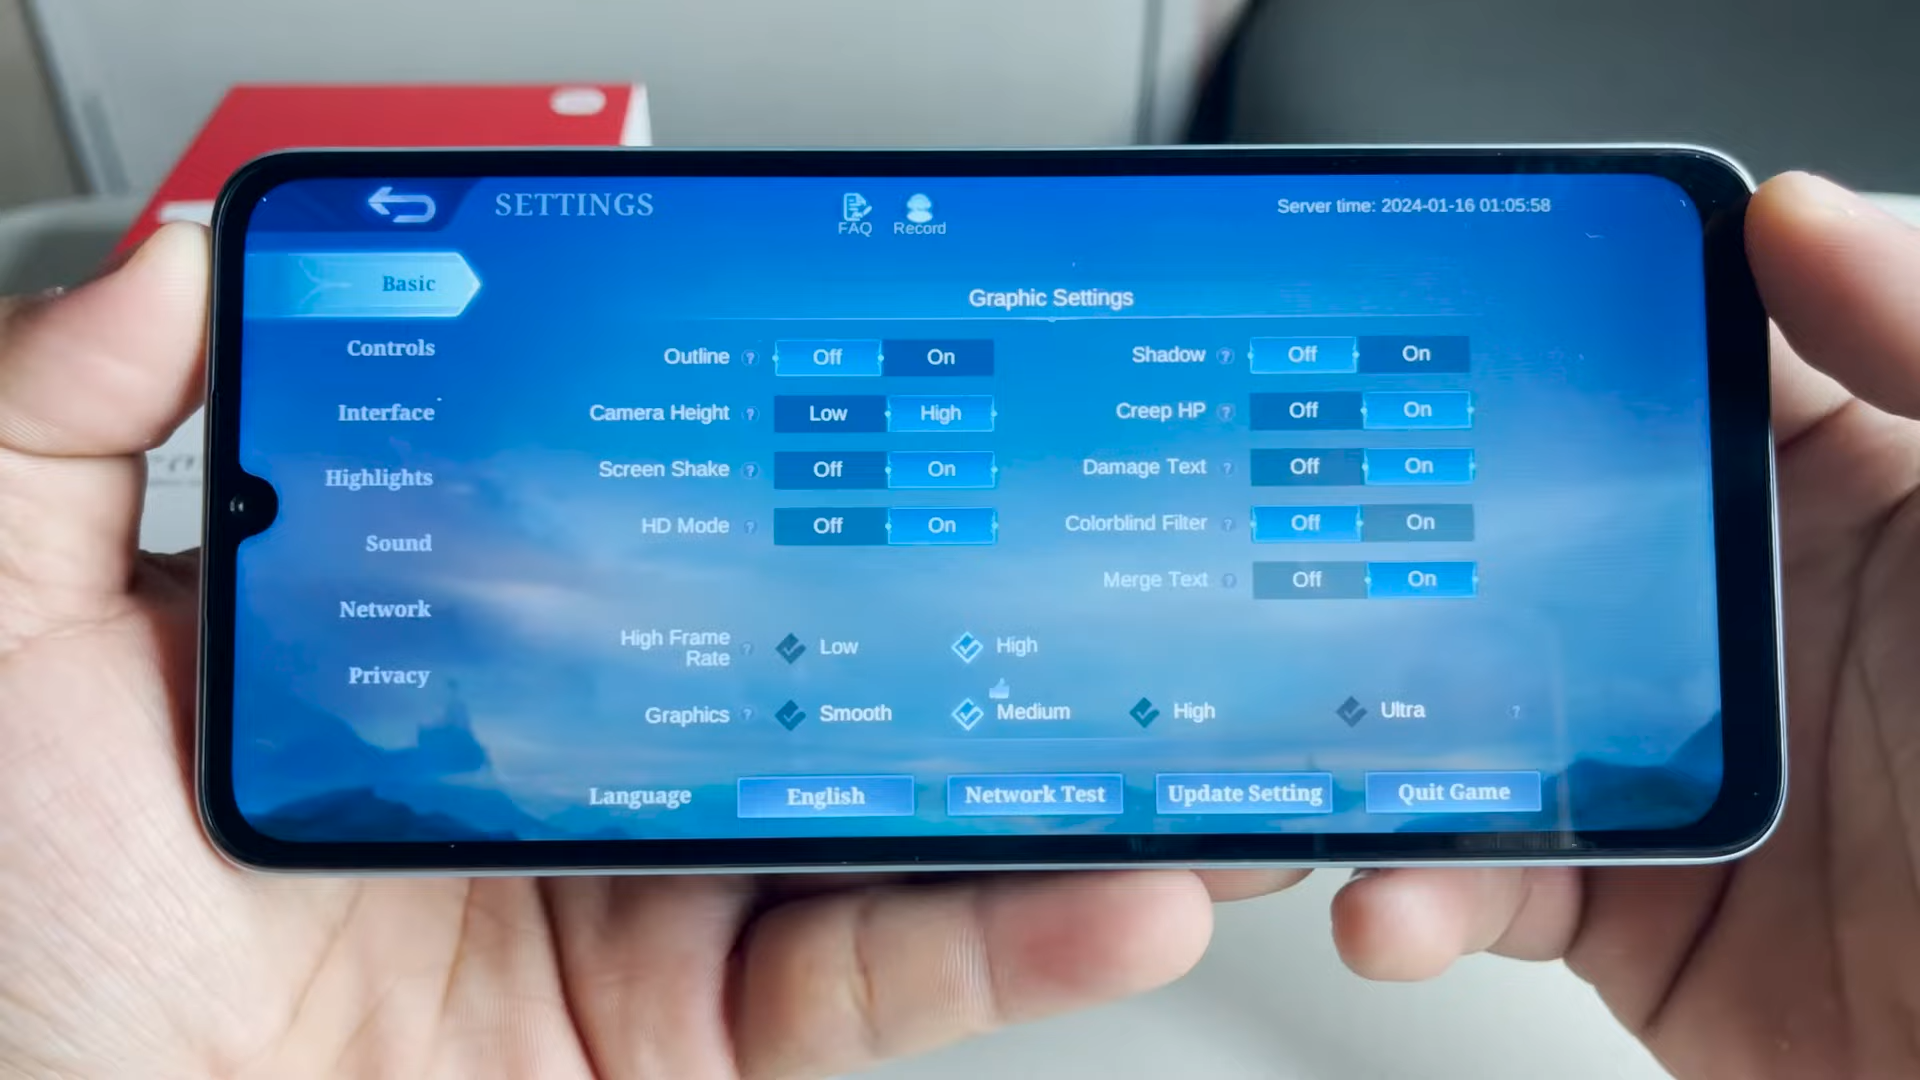 SETTINGS
FAQ
Record
Server time: 2024-01-16 01:05:58
Basic
Controls
Interface
Highlights
Sound
Network
Privacy
Graphic Settings
Outline ? Off On
Shadow ? Off On
Camera Height ? Low High
Creep HP ? Off On
Screen Shake ? Off On
Damage Text ? Off On
HD Mode ? Off On
Colorblind Filter ? Off On
Merge Text ? Off On
High Frame
Rate ? Low High
Graphics ? Smooth Medium High Ultra ?
Language English Network Test Update Setting Quit Game